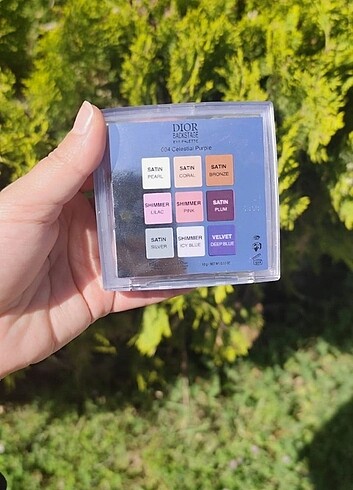 DIOR
BACKSTAGE
EYE PALETTE
004 Celestial Purple
SATIN
PEARL
SATIN
CORAL
SATIN
BRONZE
SHIMMER
LILAC
SHIMMER
PINK
SATIN
PLUM
SATIN
SILVER
SHIMMER
ICY BLUE
VELVET
DEEP BLUE